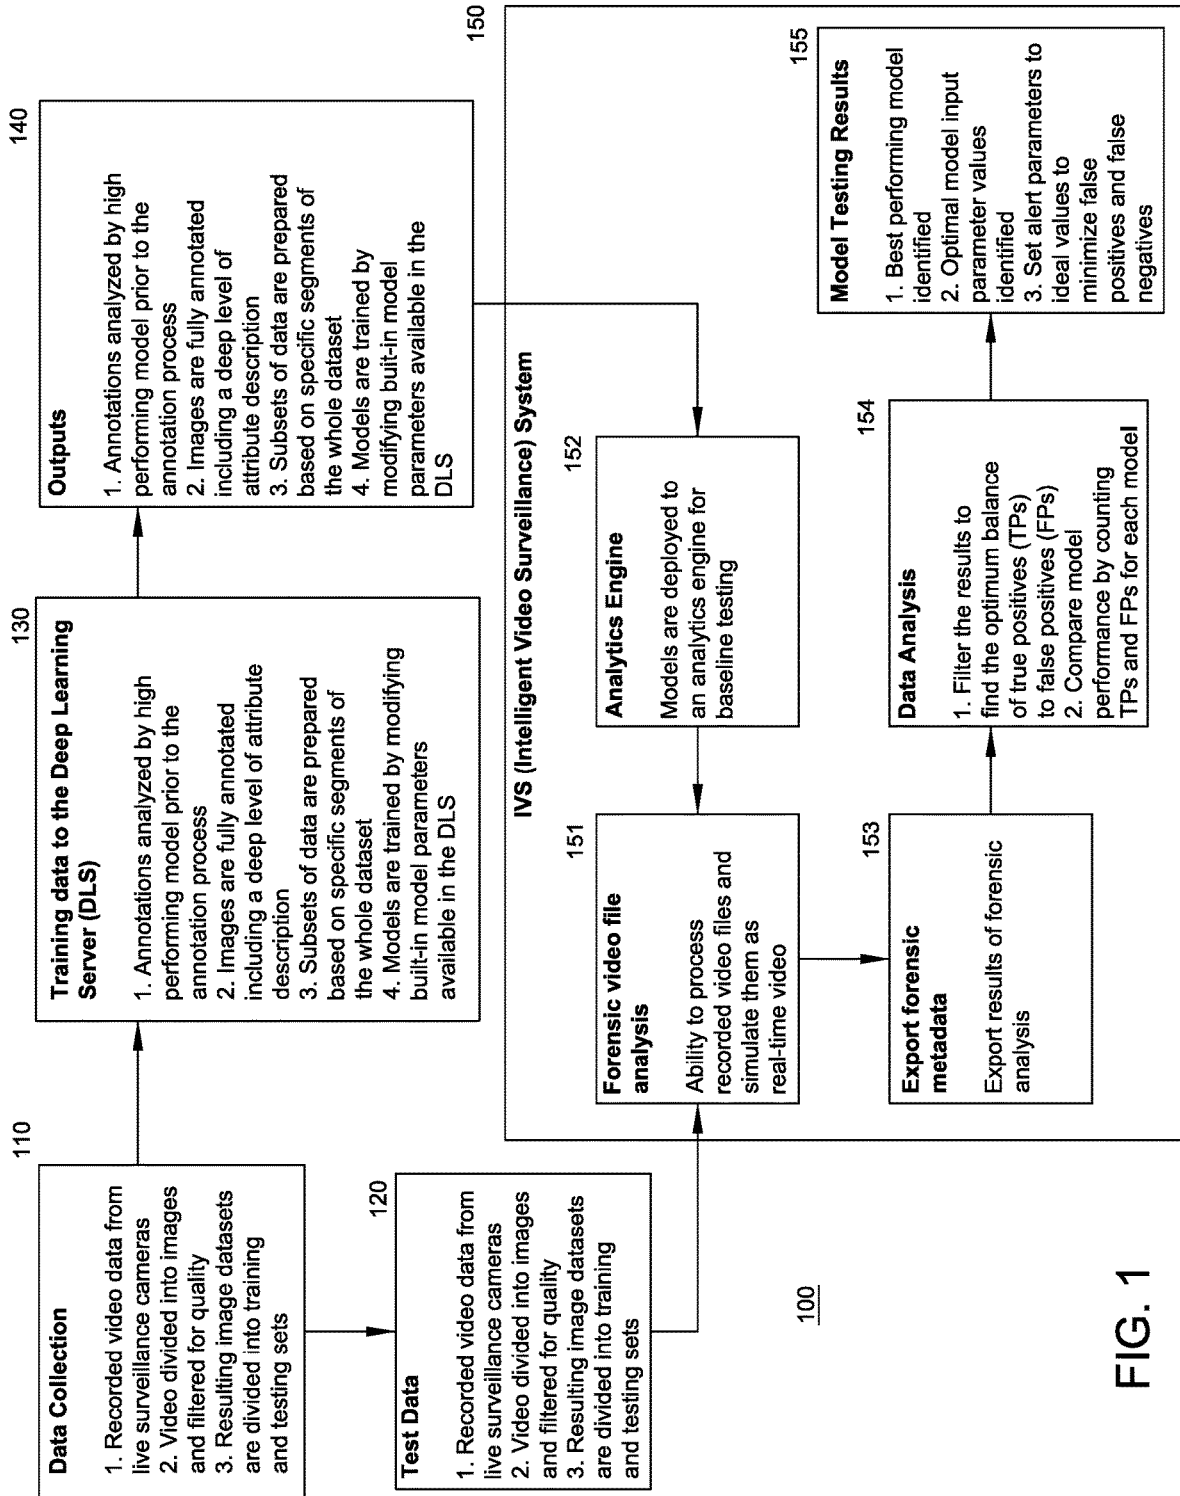 110
Data Collection
1. Recorded video data from
live surveillance cameras
2. Video divided into images
and filtered for quality
3. Resulting image datasets
are divided into training
and testing sets
130
Training data to the Deep Learning
Server (DLS)
1. Annotations analyzed by high
performing model prior to the
annotation process
2. Images are fully annotated
including a deep level of attribute
description
3. Subsets of data are prepared
based on specific segments of
the whole dataset
4. Models are trained by modifying
built-in model parameters
available in the DLS
140
Outputs
1. Annotations analyzed by high
performing model prior to the
annotation process
2. Images are fully annotated
including a deep level of
attribute description
3. Subsets of data are prepared
based on specific segments of
the whole dataset
4. Models are trained by
modifying buit-in model
parameters available in the
DLS
120
Test Data
1. Recorded video data from
live surveillance cameras
2. Video divided into images
and filtered for quality
3. Resulting image datasets
are divided into training
and testing sets
150
IVS (Intelligent Video Surveillance) System
151
Forensic video file
analysis
Ability to process
recorded video files and
simulate them as
real-time video
152
Analytics Engine
Models are deployed to
an analytics engine for
baseline testing
153
Export forensic
metadata
Export results of forensic
analysis
154
Data Analysis
1. Filter the results to
find the optimum balance
of true positives (TPs)
to false positives (FPs)
2. Compare model
performance by counting
TPs and FPs for each model
155
Model Testing Results
1. Best performing model
identified
2. Optimal model input
parameter values
identified
3. Set alert parameters to
ideal values to
minimize false
positives and false
negatives
100
FIG. 1